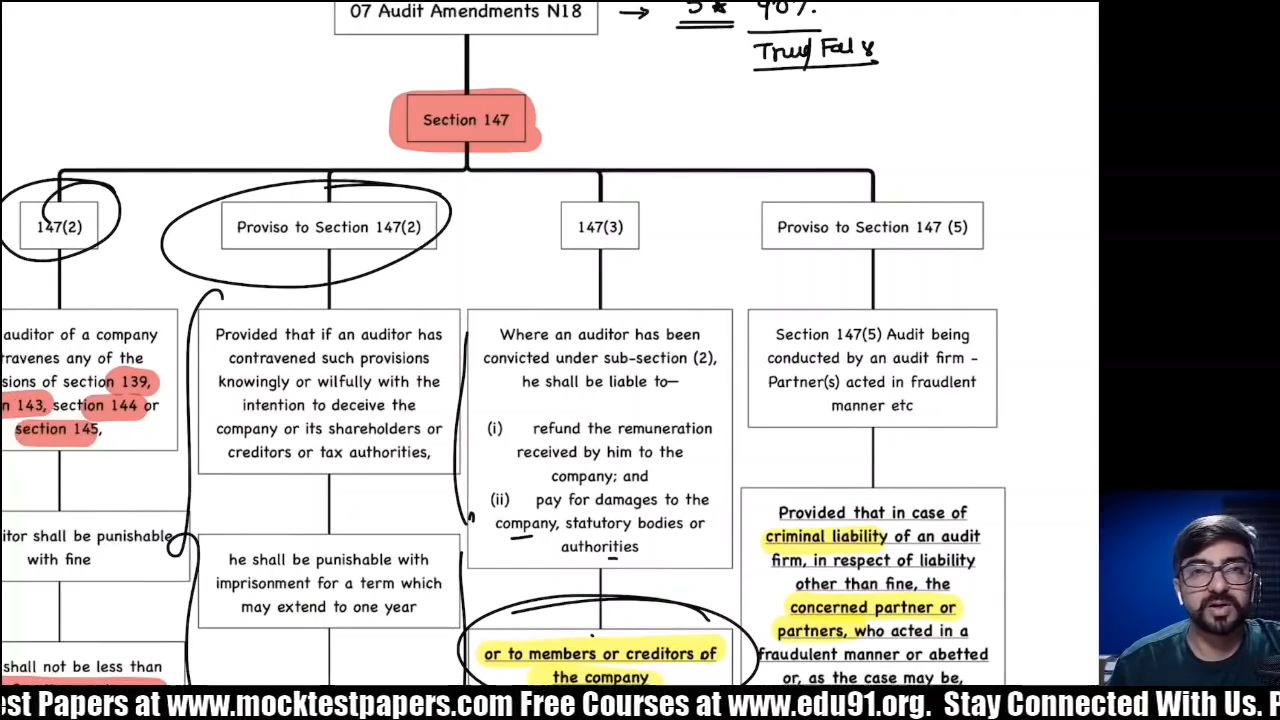 07 Audit Amendments N18
90%.
True/False
Section 147
147(2)
Proviso to Section 147(2)
147(3)
Proviso to Section 147 (5)
auditor of a company
travenes any of the
sions of section 139,
n 143, section 144 or
section 145,
itor shall be punishable
with fine
shall not be less than
Provided that if an auditor has
contravened such provisions
knowingly or wilfully with the
intention to deceive the
company or its shareholders or
creditors or tax authorities,
he shall be punishable with
imprisonment for a term which
may extend to one year
Where an auditor has been
convicted under sub-section (2),
he shall be liable to—
(i) refund the remuneration
received by him to the
company; and
(ii) pay for damages to the
company, statutory bodies or
authorities
or to members or creditors of
the company
Section 147(5) Audit being
conducted by an audit firm -
Partner(s) acted in fraudlent
manner etc
Provided that in case of
criminal liability of an audit
firm, in respect of liability
other than fine, the
concerned partner or
partners, who acted in a
fraudulent manner or abetted
or, as the case may be,
est Papers at www.mocktestpapers.com Free Courses at www.edu91.org. Stay Connected With Us.